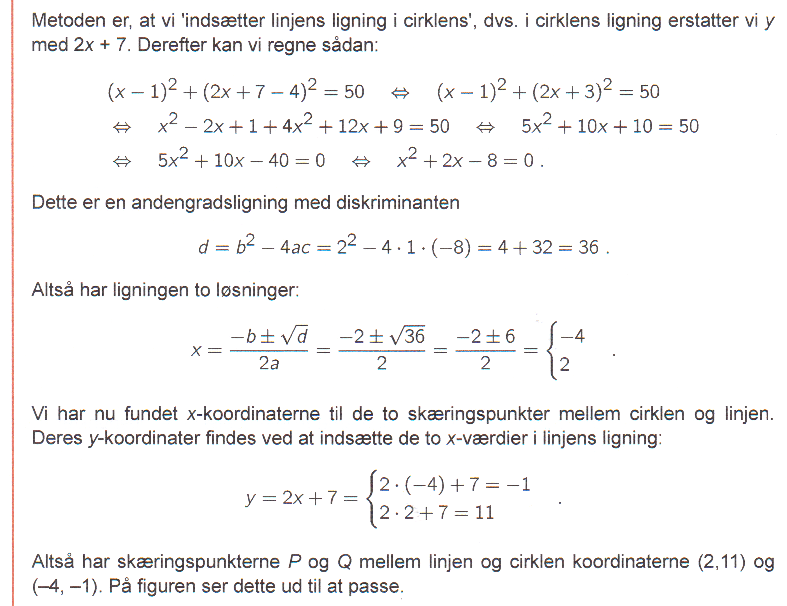 Metoden er, at vi 'indsætter linjens ligning i cirklens', dvs. i cirklens ligning erstatter vi y
med 2x + 7. Derefter kan vi regne sådan:
(x − 1)² + (2x + 7 − 4)² = 50 ⇔ (x − 1)² + (2x + 3)² = 50
⇔ x² − 2x + 1 + 4x² + 12x + 9 = 50 ⇔ 5x² + 10x + 10 = 50
⇔ 5x² + 10x − 40 = 0 ⇔ x² + 2x − 8 = 0 .
Dette er en andengradsligning med diskriminanten
d = b² − 4ac = 2² − 4 · 1 · (−8) = 4 + 32 = 36 .
Altså har ligningen to løsninger:
x = (−b ± √d)/(2a) = (−2 ± √36)/2 = (−2 ± 6)/2 = { −4
2 .
Vi har nu fundet x-koordinaterne til de to skæringspunkter mellem cirklen og linjen.
Deres y-koordinater findes ved at indsætte de to x-værdier i linjens ligning:
y = 2x + 7 = { 2 · (−4) + 7 = −1
2 · 2 + 7 = 11 .
Altså har skæringspunkterne P og Q mellem linjen og cirklen koordinaterne (2,11) og
(–4, –1). På figuren ser dette ud til at passe.